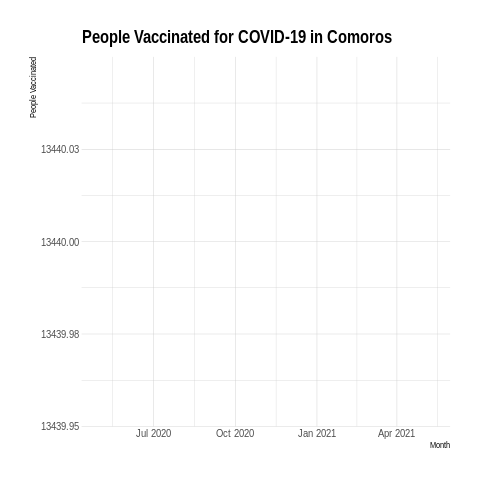 People Vaccinated for COVID-19 in Comoros
People Vaccinated
13440.03
13440.00
13439.98
13439.95
Jul 2020 Oct 2020 Jan 2021 Apr 2021
Month